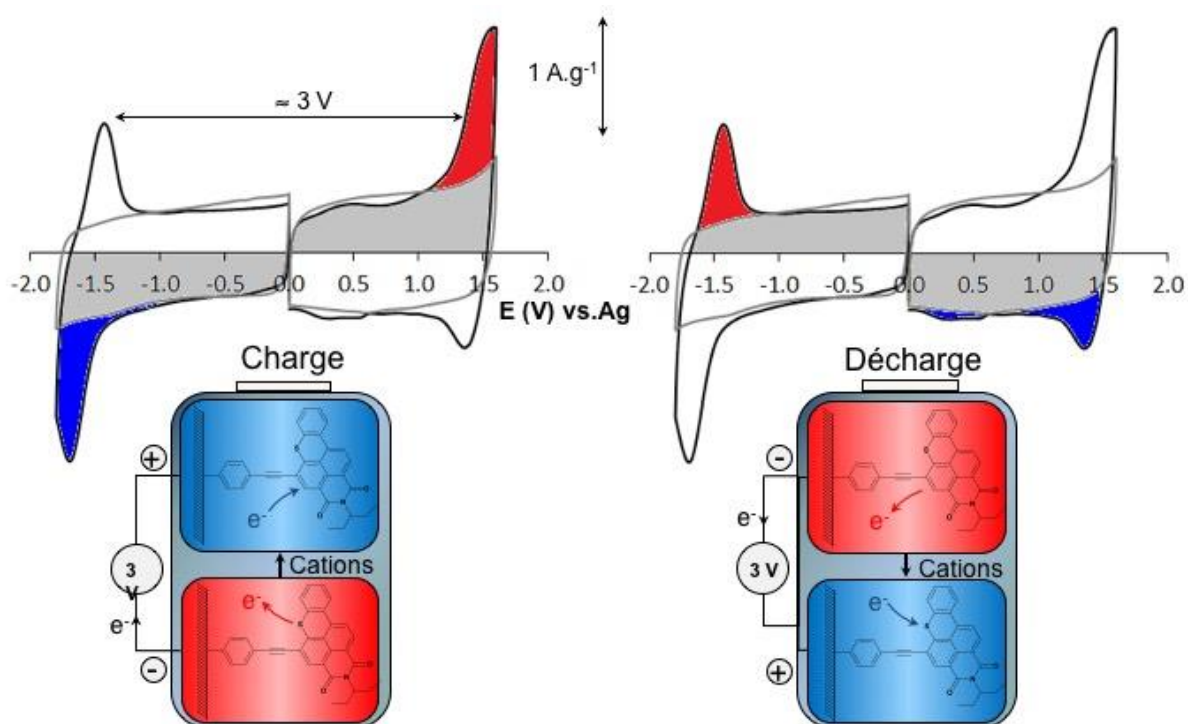 ≈ 3 V
1 A.g⁻¹
-2.0 -1.5 -1.0 -0.5 0.0 0.5 1.0 1.5 2.0
E (V) vs.Ag
-2.0 -1.5 -1.0 -0.5 0.0 0.5 1.0 1.5 2.0
Charge
+
S
N
O
O
e⁻
3
V
Cations
e⁻
e⁻
S
N
O
O
-
Décharge
-
S
N
O
O
e⁻
e⁻
3 V
Cations
e⁻
S
N
O
O
+